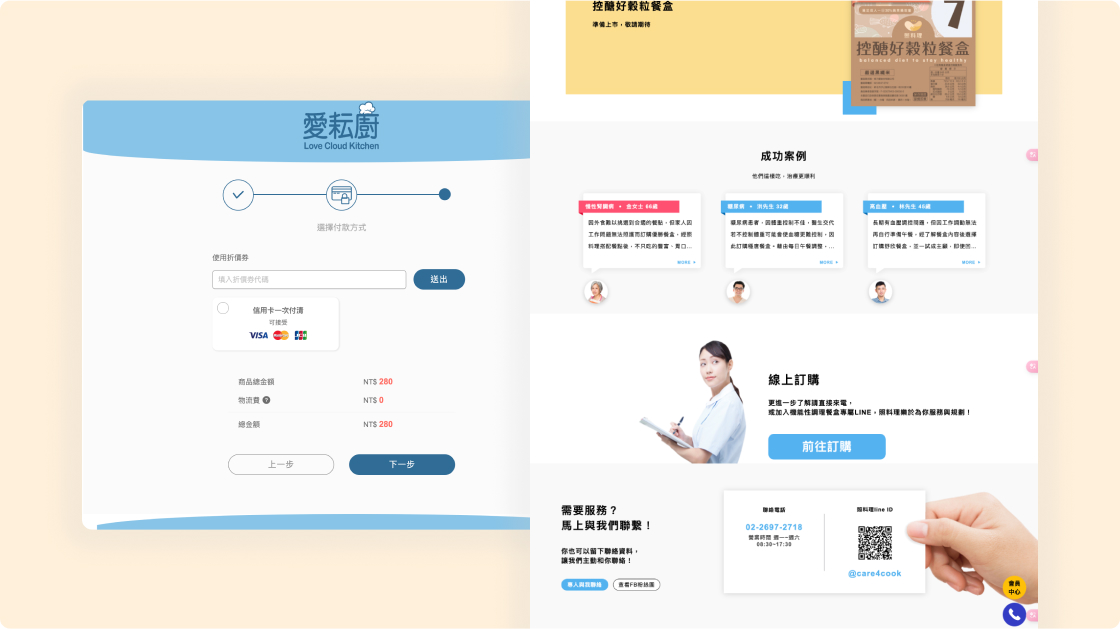 愛耘廚
Love Cloud Kitchen
選擇付款方式
使用折價券
填入折價券代碼
送出
信用卡一次付清
可接受
VISA
商品總金額 NT$ 280
物流費 ? NT$ 0
總金額 NT$ 280
上一步
下一步
控醣好穀粒餐盒
準備上市，敬請期待
7
照料理
控醣好穀粒餐盒
balanced diet to stay healthy
成功案例
他們這樣吃，治療更順利
慢性腎臟病 • 金女士 66歲
因外食難以挑選到合適的餐點，但家人因
工作問題無法照護而訂購優勝餐盒，經照
料理搭配餐點後，不只吃的豐富、胃口...
MORE
糖尿病 • 洪先生 32歲
糖尿病患者，因體重控制不佳，醫生交代
若不控制體重可能會使血糖更難控制，因
此訂購穩意餐盒。藉由每日午餐調整，...
MORE
高血壓 • 林先生 45歲
長期有血壓調控問題，但因工作調動無法
再自行準備午餐，經了解餐盒內容後選擇
訂購舒欣餐盒，並一試成主顧，即便回...
MORE
線上訂購
更進一步了解請直接來電，
或加入機能性調理餐盒專屬LINE，照料理樂於為你服務與規劃！
前往訂購
需要服務？
馬上與我們聯繫！
你也可以留下聯絡資料，
讓我們主動和你聯絡！
專人與我聯絡
查看FB粉絲團
聯絡電話
02-2697-2718
營業時間 週一~週六
08:30~17:30
照料理line ID
@care4cook
會員
中心